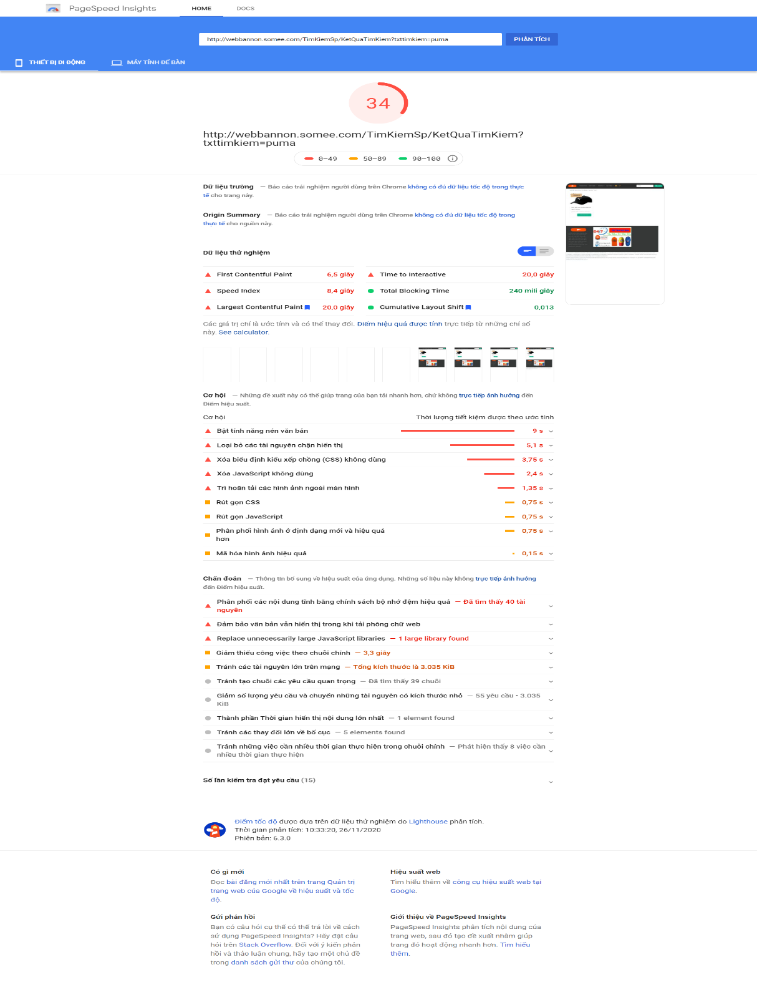 PageSpeed Insights
HOME
DOCS
http://webbannon.somee.com/TimKiemSp/KetQuaTimKiem?txttimkiem=puma
PHÂN TÍCH
THIẾT BỊ DI ĐỘNG
MÁY TÍNH ĐỂ BÀN
34
http://webbannon.somee.com/TimKiemSp/KetQuaTimKiem?
txttimkiem=puma
0–49
50–89
90–100
Dữ liệu trường — Báo cáo trải nghiệm người dùng trên Chrome không có đủ dữ liệu tốc độ trong thực
tế cho trang này.
Origin Summary — Báo cáo trải nghiệm người dùng trên Chrome không có đủ dữ liệu tốc độ trong
thực tế cho nguồn này.
Dữ liệu thử nghiệm
First Contentful Paint 6,5 giây
Time to Interactive 20,0 giây
Speed Index 8,4 giây
Total Blocking Time 240 mili giây
Largest Contentful Paint 20,0 giây
Cumulative Layout Shift 0,013
Các giá trị chỉ là ước tính và có thể thay đổi. Điểm hiệu quả được tính trực tiếp từ những chỉ số
này. See calculator.
Cơ hội — Những đề xuất này có thể giúp trang của bạn tải nhanh hơn, chứ không trực tiếp ảnh hưởng đến
Điểm hiệu suất.
Cơ hội
Thời lượng tiết kiệm được theo ước tính
Bật tính năng nén văn bản 9 s
Loại bỏ các tài nguyên chặn hiển thị 5,1 s
Xóa biểu định kiểu xếp chồng (CSS) không dùng 3,75 s
Xóa JavaScript không dùng 2,4 s
Trì hoãn tải các hình ảnh ngoài màn hình 1,35 s
Rút gọn CSS 0,75 s
Rút gọn JavaScript 0,75 s
Phân phối hình ảnh ở định dạng mới và hiệu quả 0,75 s
hơn
Mã hóa hình ảnh hiệu quả 0,15 s
Chẩn đoán — Thông tin bổ sung về hiệu suất của ứng dụng. Những số liệu này không trực tiếp ảnh hưởng
đến Điểm hiệu suất.
Phân phối các nội dung tĩnh bằng chính sách bộ nhớ đệm hiệu quả — Đã tìm thấy 40 tài
nguyên
Đảm bảo văn bản vẫn hiển thị trong khi tải phông chữ web
Replace unnecessarily large JavaScript libraries — 1 large library found
Giảm thiểu công việc theo chuỗi chính — 3,3 giây
Tránh các tài nguyên lớn trên mạng — Tổng kích thước là 3.035 KiB
Tránh tạo chuỗi các yêu cầu quan trọng — Đã tìm thấy 39 chuỗi
Giảm số lượng yêu cầu và chuyển những tài nguyên có kích thước nhỏ — 55 yêu cầu • 3.035
KiB
Thành phần Thời gian hiển thị nội dung lớn nhất — 1 element found
Tránh các thay đổi lớn về bố cục — 5 elements found
Tránh những việc cần nhiều thời gian thực hiện trong chuỗi chính — Phát hiện thấy 8 việc cần
nhiều thời gian thực hiện
Số lần kiểm tra đạt yêu cầu (15)
Điểm tốc độ được dựa trên dữ liệu thử nghiệm do Lighthouse phân tích.
Thời gian phân tích: 10:33:20, 26/11/2020
Phiên bản: 6.3.0
Có gì mới
Đọc bài đăng mới nhất trên trang Quản trị
trang web của Google về hiệu suất và tốc
độ.
Hiệu suất web
Tìm hiểu thêm về công cụ hiệu suất web tại
Google.
Gửi phản hồi
Bạn có câu hỏi cụ thể có thể trả lời về cách
sử dụng PageSpeed Insights? Hãy đặt câu
hỏi trên Stack Overflow. Đối với ý kiến phản
hồi và thảo luận chung, hãy tạo một chủ đề
trong danh sách gửi thư của chúng tôi.
Giới thiệu về PageSpeed Insights
PageSpeed Insights phân tích nội dung của
trang web, sau đó tạo đề xuất nhằm giúp
trang đó hoạt động nhanh hơn. Tìm hiểu
thêm.